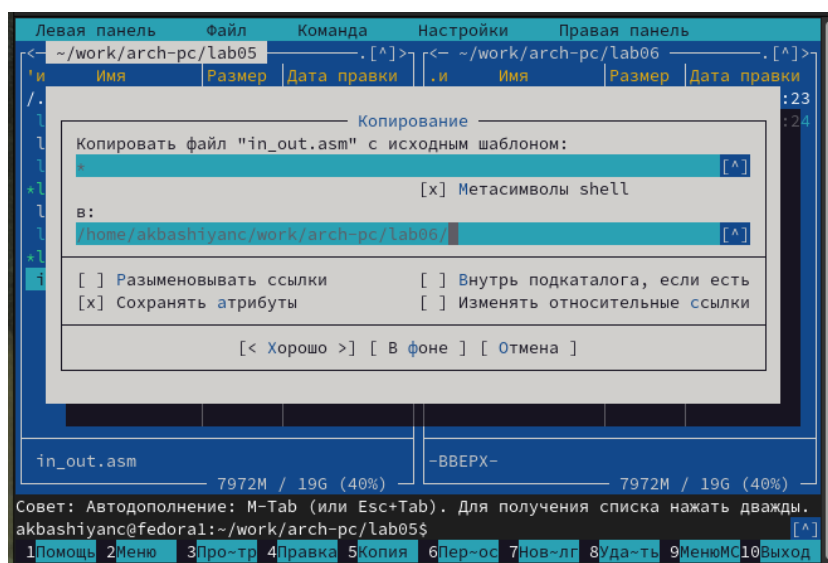 Левая панель Файл Команда Настройки Правая панель
<— ~/work/arch-pc/lab05 —.[^]>
<— ~/work/arch-pc/lab06 —.[^]>
'и Имя Размер Дата правки
.и Имя Размер Дата правки
/.
:23
:24
Копирование
Копировать файл "in_out.asm" с исходным шаблоном:
* [^]
[x] Метасимволы shell
в:
/home/akbashiyanc/work/arch-pc/lab06/ [^]
[ ] Разыменовывать ссылки [ ] Внутрь подкаталога, если есть
[x] Сохранять атрибуты [ ] Изменять относительные ссылки
[< Хорошо >] [ В фоне ] [ Отмена ]
in_out.asm -ВВЕРХ-
7972M / 19G (40%) 7972M / 19G (40%)
Совет: Автодополнение: M-Tab (или Esc+Tab). Для получения списка нажать дважды.
akbashiyanc@fedora1:~/work/arch-pc/lab05$ [^]
1Помощь 2Меню 3Про~тр 4Правка 5Копия 6Пер~ос 7Нов~лг 8Уда~ть 9МенюMC 10Выход